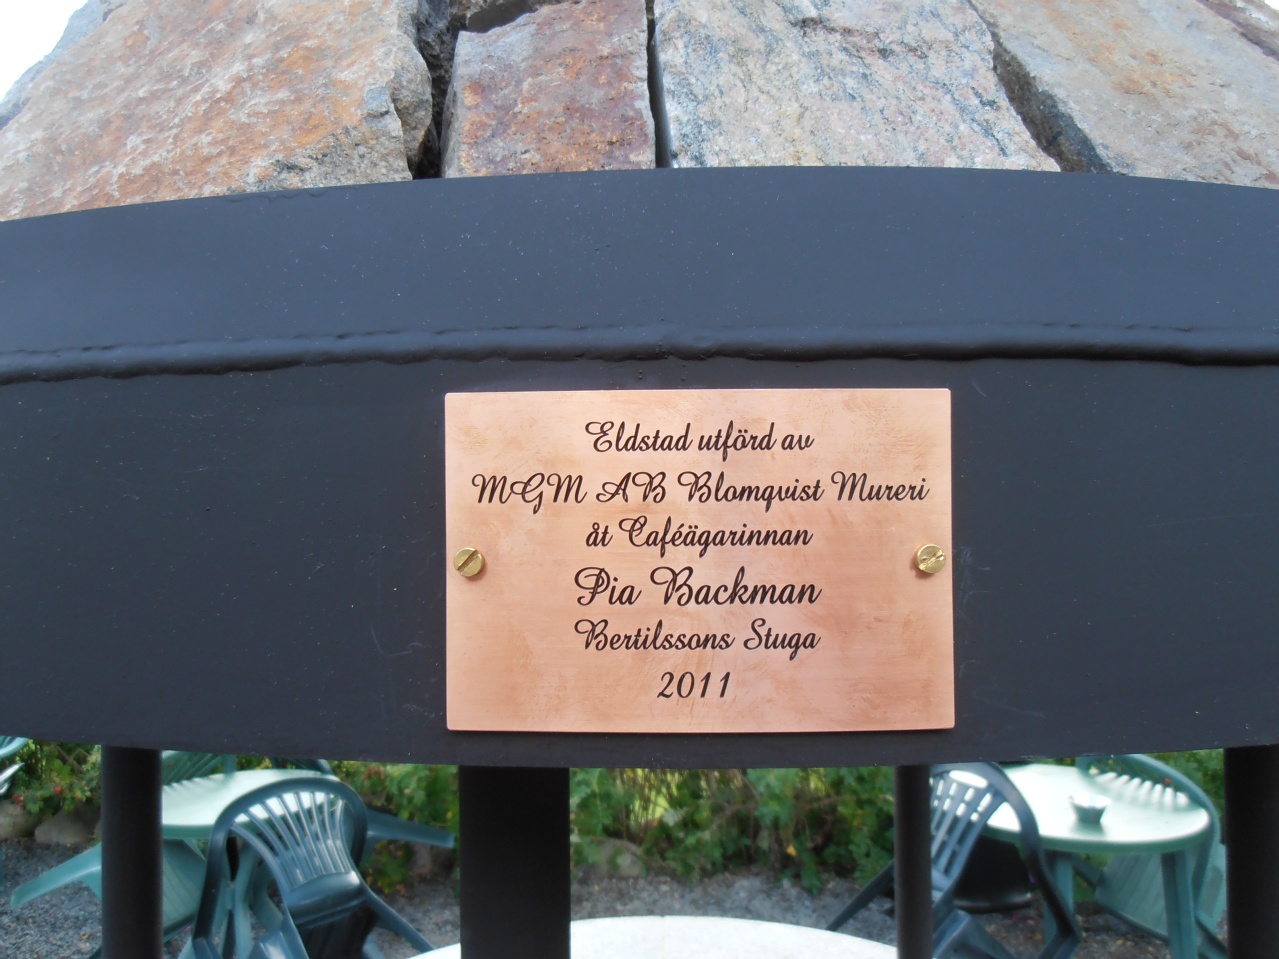 Eldstad utförd av
MGM AB Blomqvist Mureri
åt Caféägarinnan
Pia Backman
Bertilssons Stuga
2011